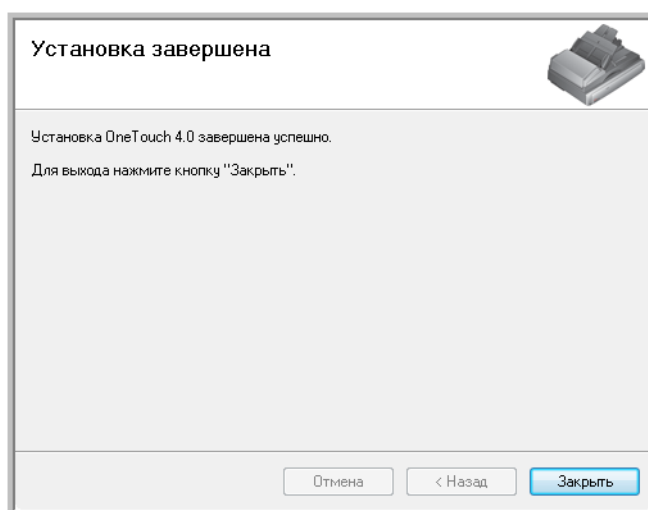 Установка завершена
Установка OneTouch 4.0 завершена успешно.
Для выхода нажмите кнопку "Закрыть".
Отмена
< Назад
Закрыть